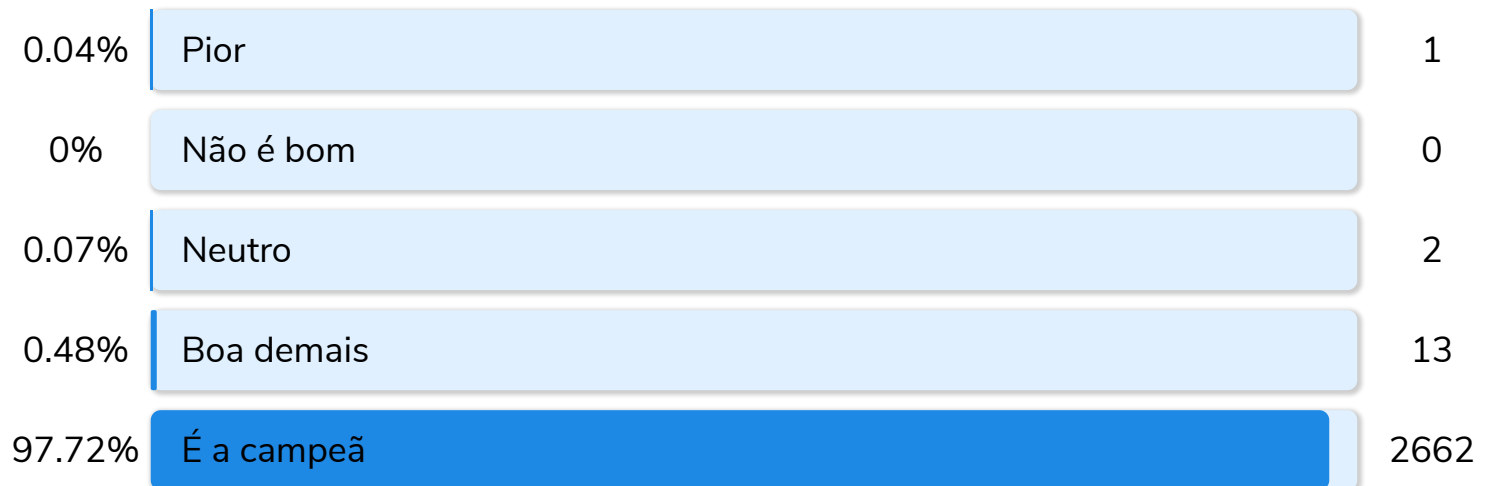 0.04% Pior 1
0% Não é bom 0
0.07% Neutro 2
0.48% Boa demais 13
97.72% É a campeã 2662